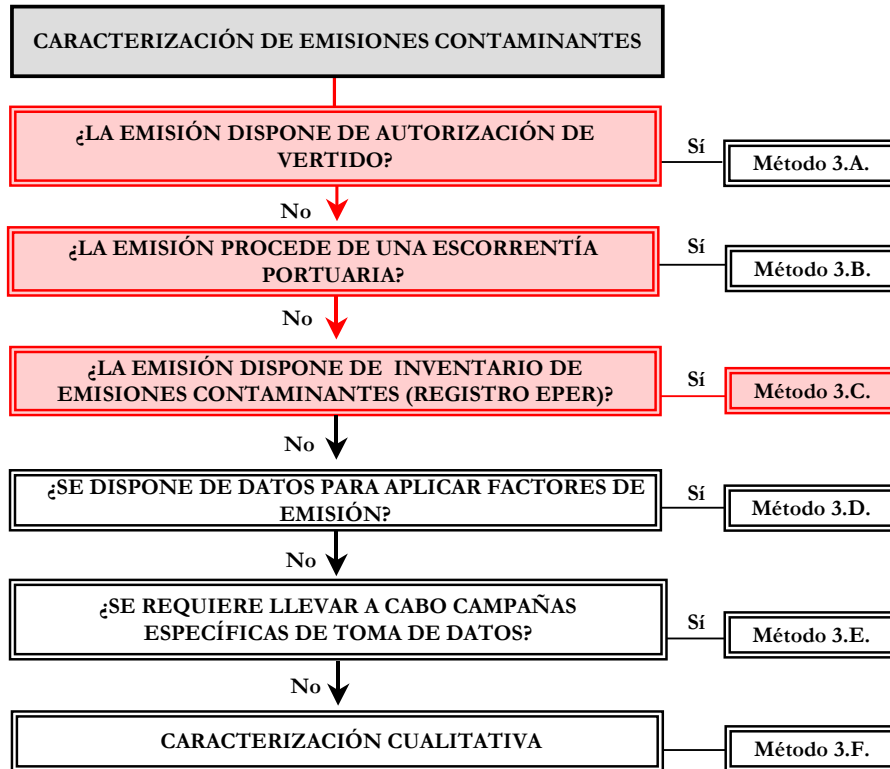 CARACTERIZACIÓN DE EMISIONES CONTAMINANTES
¿LA EMISIÓN DISPONE DE AUTORIZACIÓN DE
VERTIDO?
Sí
Método 3.A.
No
¿LA EMISIÓN PROCEDE DE UNA ESCORRENTÍA
PORTUARIA?
Sí
Método 3.B.
No
¿LA EMISIÓN DISPONE DE INVENTARIO DE
EMISIONES CONTAMINANTES (REGISTRO EPER)?
Sí
Método 3.C.
No
¿SE DISPONE DE DATOS PARA APLICAR FACTORES DE
EMISIÓN?
Sí
Método 3.D.
No
¿SE REQUIERE LLEVAR A CABO CAMPAÑAS
ESPECÍFICAS DE TOMA DE DATOS?
Sí
Método 3.E.
No
CARACTERIZACIÓN CUALITATIVA
Método 3.F.